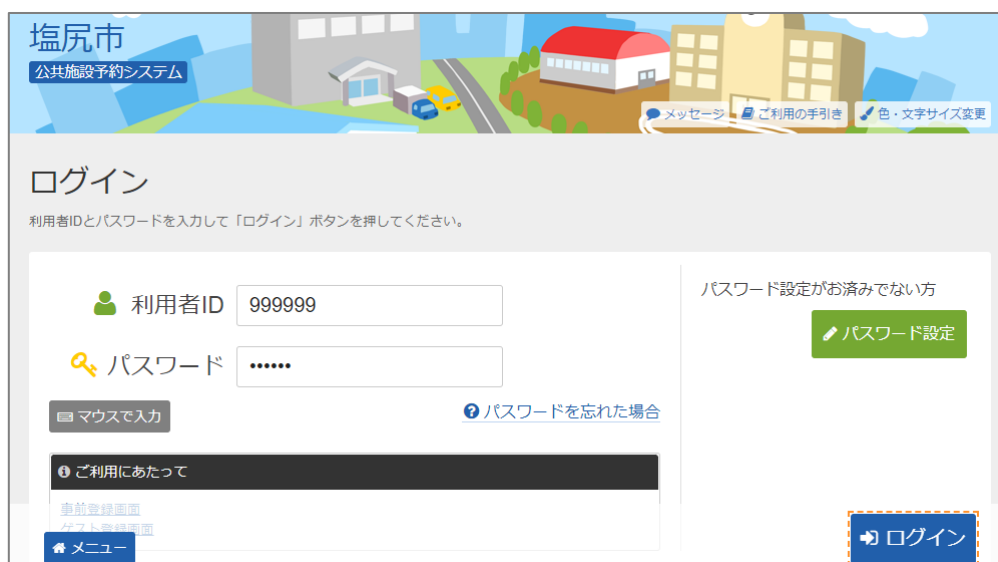 塩尻市
公共施設予約システム
メッセージ ご利用の手引き 色・文字サイズ変更
ログイン
利用者IDとパスワードを入力して「ログイン」ボタンを押してください。
利用者ID 999999
パスワード ••••••
マウスで入力 パスワードを忘れた場合
パスワード設定がお済みでない方
パスワード設定
ご利用にあたって
事前登録画面
ゲスト登録画面
メニュー
ログイン